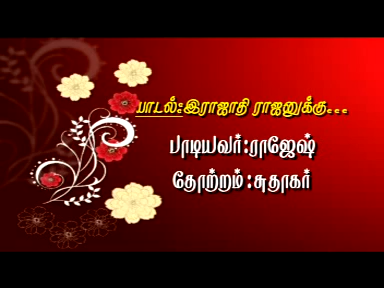 பாடல்:இராஜாதி ராஜனுக்கு...
பாடியவர்:ராஜேஷ்
தோற்றம்:சுதாகர்